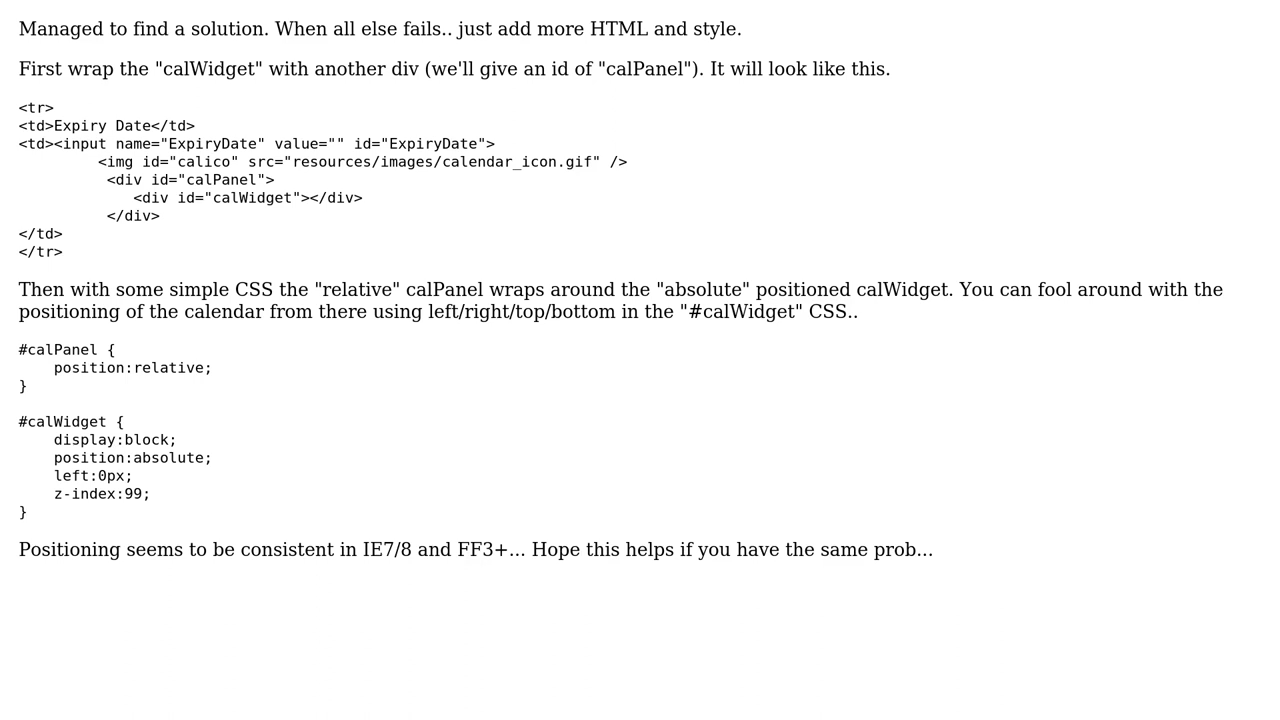 Managed to find a solution. When all else fails.. just add more HTML and style.
First wrap the "calWidget" with another div (we'll give an id of "calPanel"). It will look like this.
<tr>
<td>Expiry Date</td>
<td><input name="ExpiryDate" value="" id="ExpiryDate">
         <img id="calico" src="resources/images/calendar_icon.gif" />
          <div id="calPanel">
             <div id="calWidget"></div>
          </div>
</td>
</tr>
Then with some simple CSS the "relative" calPanel wraps around the "absolute" positioned calWidget. You can fool around with the
positioning of the calendar from there using left/right/top/bottom in the "#calWidget" CSS..
#calPanel {
    position:relative;
}
#calWidget {
    display:block;
    position:absolute;
    left:0px;
    z-index:99;
}
Positioning seems to be consistent in IE7/8 and FF3+... Hope this helps if you have the same prob...